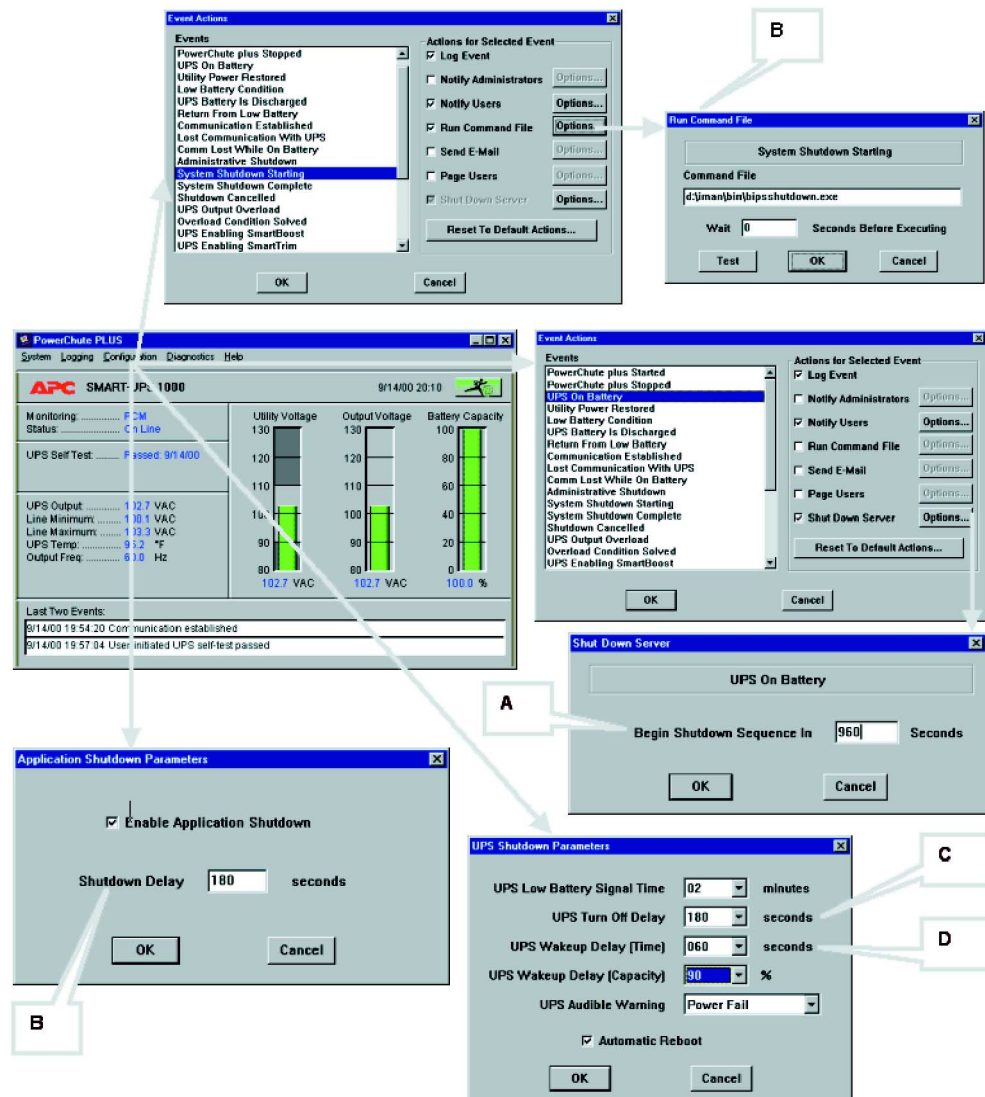 Event Actions
Events
PowerChute plus Stopped
UPS On Battery
Utility Power Restored
Low Battery Condition
UPS Battery Is Discharged
Return From Low Battery
Communication Established
Lost Communication With UPS
Comm Lost While On Battery
Administrative Shutdown
System Shutdown Starting
System Shutdown Complete
Shutdown Cancelled
UPS Output Overload
Overload Condition Solved
UPS Enabling SmartBoost
UPS Enabling SmartTrim
Actions for Selected Event
Log Event
Notify Administrators Options...
Notify Users Options...
Run Command File Options...
Send E-Mail Options...
Page Users Options...
Shut Down Server Options...
Reset To Default Actions...
OK Cancel
B
Run Command File
System Shutdown Starting
Command File
d:\iman\bin\bipsshutdown.exe
Wait 0 Seconds Before Executing
Test OK Cancel
PowerChute PLUS
System Logging Configuration Diagnostics Help
APC SMART-UPS 1000 9/14/00 20:10
Monitoring: PCM
Status: On Line
UPS Self Test: Passed: 9/14/00
UPS Output 102.7 VAC
Line Minimum: 100.1 VAC
Line Maximum: 103.3 VAC
UPS Temp: 95.2 °F
Output Freq: 60.0 Hz
Utility Voltage
130
120
110
100
90
80
102.7 VAC
Output Voltage
130
120
110
100
90
80
102.7 VAC
Battery Capacity
100
80
60
40
20
0
100.0 %
Last Two Events:
9/14/00 19:54:20 Communication established
9/14/00 19:57:04 User initiated UPS self-test passed
Event Actions
Events
PowerChute plus Started
PowerChute plus Stopped
UPS On Battery
Utility Power Restored
Low Battery Condition
UPS Battery Is Discharged
Return From Low Battery
Communication Established
Lost Communication With UPS
Comm Lost While On Battery
Administrative Shutdown
System Shutdown Starting
System Shutdown Complete
Shutdown Cancelled
UPS Output Overload
Overload Condition Solved
UPS Enabling SmartBoost
Actions for Selected Event
Log Event
Notify Administrators Options...
Notify Users Options...
Run Command File Options...
Send E-Mail Options...
Page Users Options...
Shut Down Server Options...
Reset To Default Actions...
OK Cancel
Shut Down Server
UPS On Battery
A
Begin Shutdown Sequence In 960 Seconds
OK Cancel
Application Shutdown Parameters
Enable Application Shutdown
Shutdown Delay 180 seconds
OK Cancel
B
UPS Shutdown Parameters
UPS Low Battery Signal Time 02 minutes
UPS Turn Off Delay 180 seconds
UPS Wakeup Delay (Time) 060 seconds
UPS Wakeup Delay (Capacity) 90 %
UPS Audible Warning Power Fail
Automatic Reboot
OK Cancel
C
D